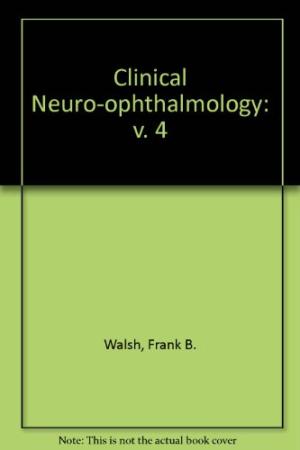 Clinical
Neuro-ophthalmology:
v. 4
Walsh, Frank B.
Note: This is not the actual book cover